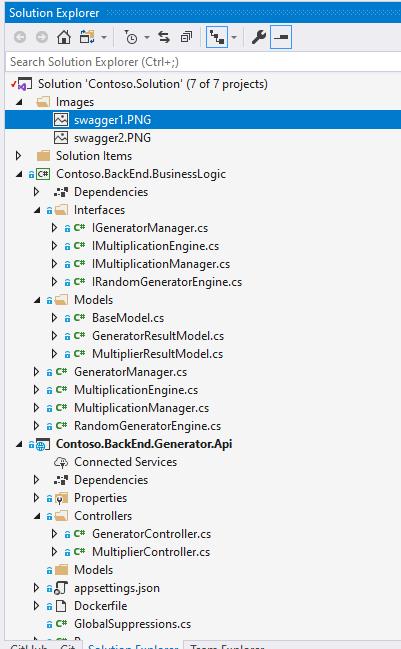 Solution Explorer
Search Solution Explorer (Ctrl+;)
Solution 'Contoso.Solution' (7 of 7 projects)
Images
swagger1.PNG
swagger2.PNG
Solution Items
C# Contoso.BackEnd.BusinessLogic
Dependencies
Interfaces
C# IGeneratorManager.cs
C# IMultiplicationEngine.cs
C# IMultiplicationManager.cs
C# IRandomGeneratorEngine.cs
Models
C# BaseModel.cs
C# GeneratorResultModel.cs
C# MultiplierResultModel.cs
C# GeneratorManager.cs
C# MultiplicationEngine.cs
C# MultiplicationManager.cs
C# RandomGeneratorEngine.cs
Contoso.BackEnd.Generator.Api
Connected Services
Dependencies
Properties
Controllers
C# GeneratorController.cs
C# MultiplierController.cs
Models
appsettings.json
Dockerfile
C# GlobalSuppressions.cs
GitHub Git Solution Explorer Team Explorer